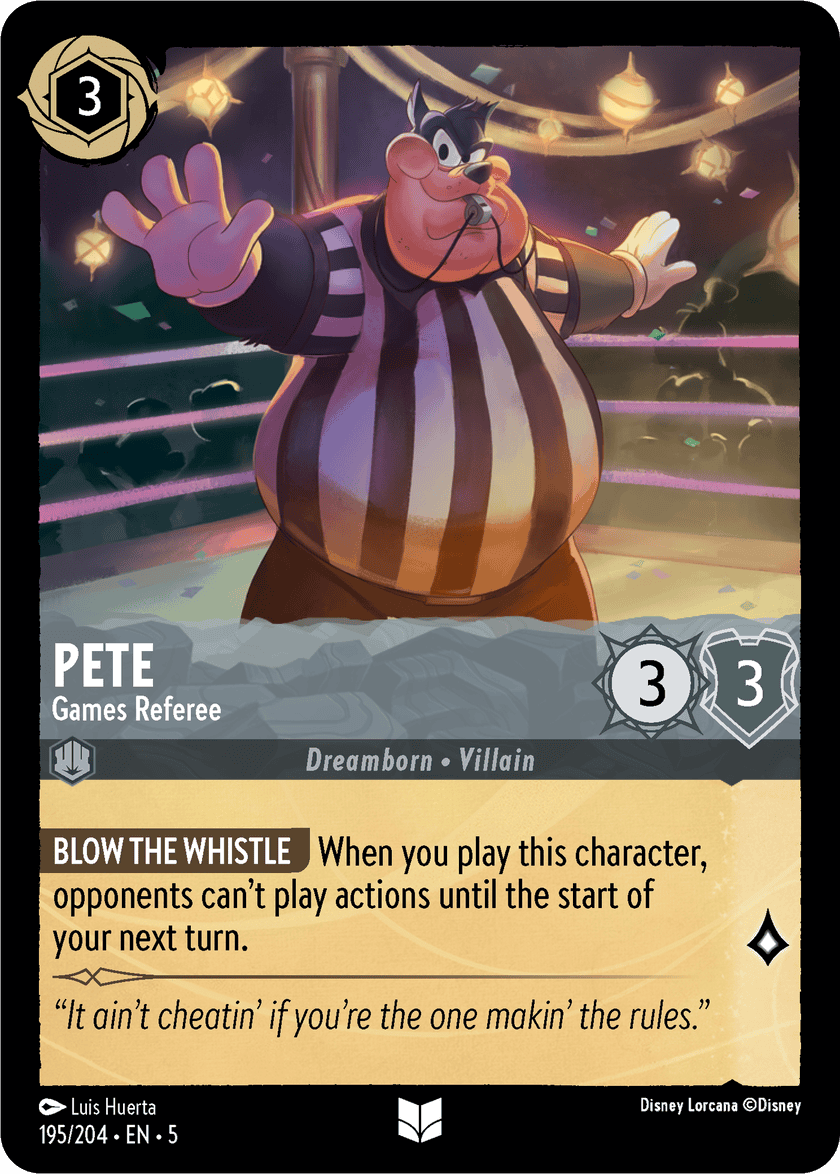 3
PETE
Games Referee
3
3
Dreamborn • Villain
BLOW THE WHISTLE When you play this character,
opponents can’t play actions until the start of
your next turn.
“It ain’t cheatin’ if you’re the one makin’ the rules.”
Luis Huerta
195/204 • EN • 5
Disney Lorcana ©Disney